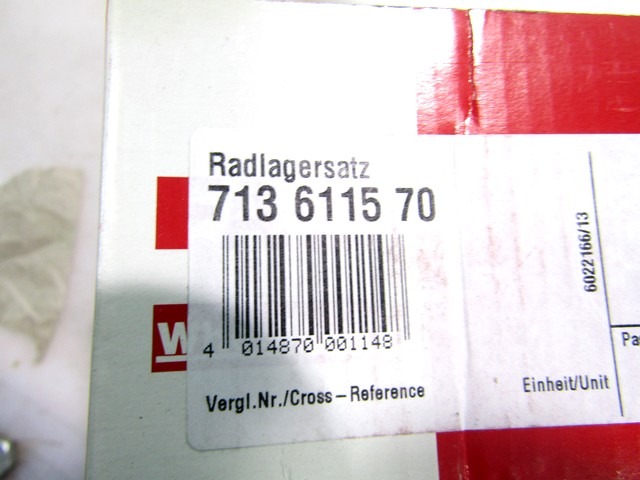 Radlagersatz
713 6115 70
4 014870 001148
Vergl.Nr./Cross-Reference
6022166/13
Einheit/Unit